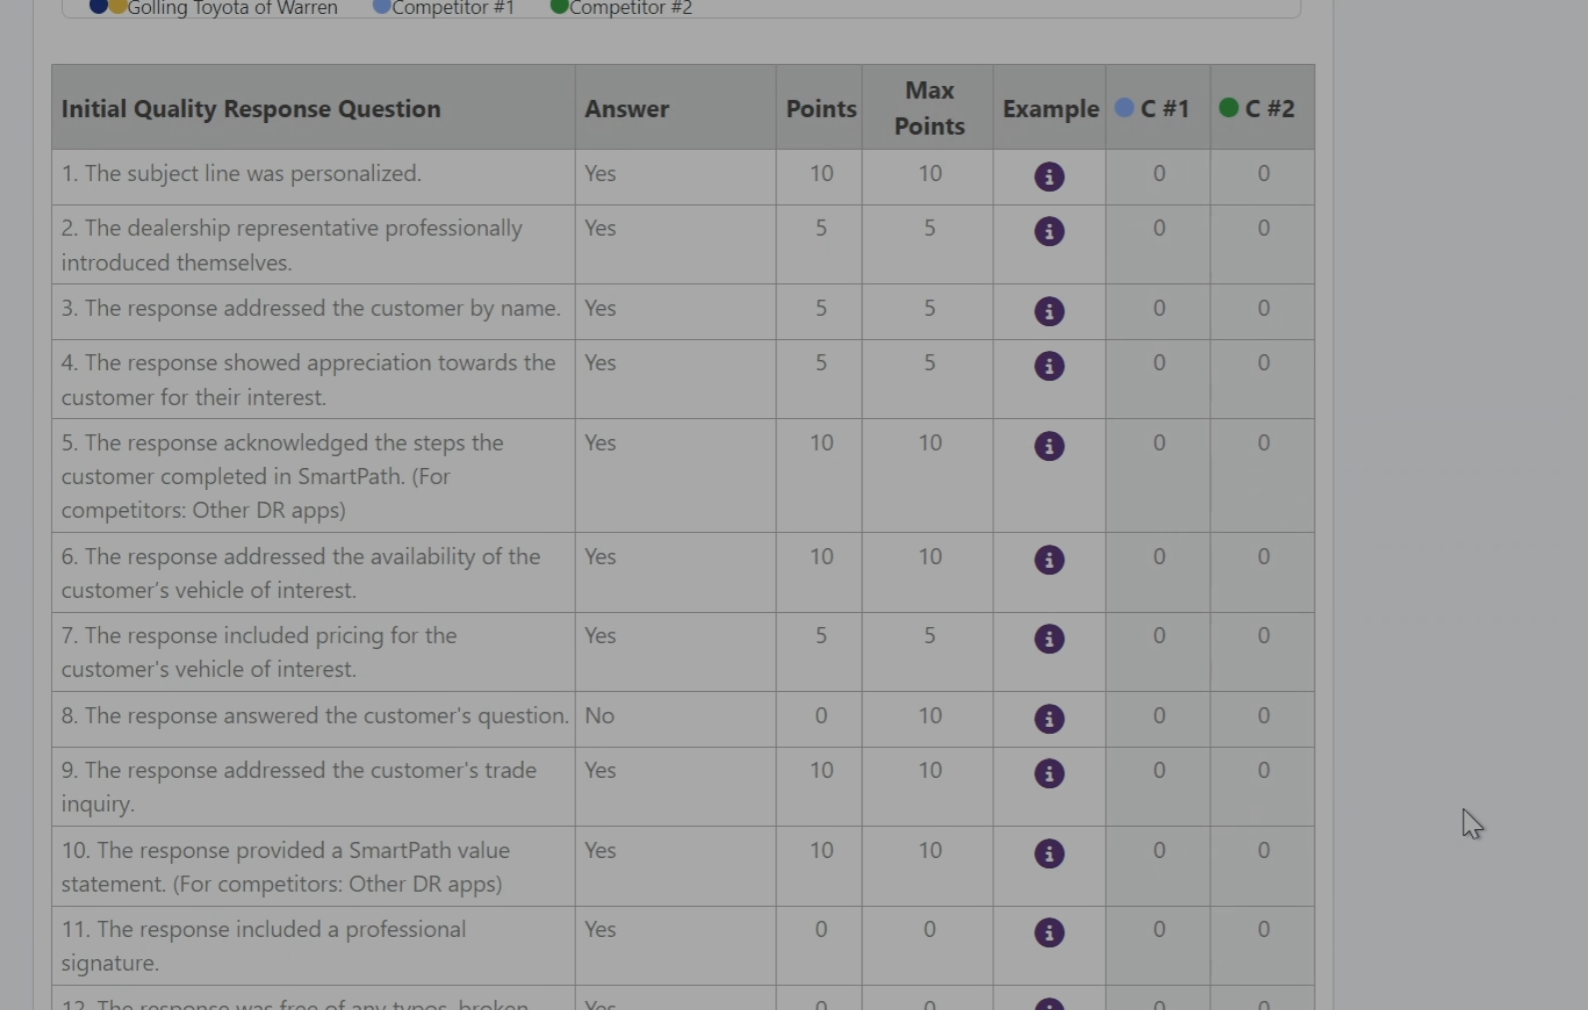 Golling Toyota of Warren Competitor #1 Competitor #2
Initial Quality Response Question Answer Points Max Points Example C #1 C #2
1. The subject line was personalized. Yes 10 10 0 0
2. The dealership representative professionally Yes 5 5 0 0
introduced themselves.
3. The response addressed the customer by name. Yes 5 5 0 0
4. The response showed appreciation towards the Yes 5 5 0 0
customer for their interest.
5. The response acknowledged the steps the Yes 10 10 0 0
customer completed in SmartPath. (For
competitors: Other DR apps)
6. The response addressed the availability of the Yes 10 10 0 0
customer's vehicle of interest.
7. The response included pricing for the Yes 5 5 0 0
customer's vehicle of interest.
8. The response answered the customer's question. No 0 10 0 0
9. The response addressed the customer's trade Yes 10 10 0 0
inquiry.
10. The response provided a SmartPath value Yes 10 10 0 0
statement. (For competitors: Other DR apps)
11. The response included a professional Yes 0 0 0 0
signature.
12. The response was free of any typos, broken Yes 0 0 0 0